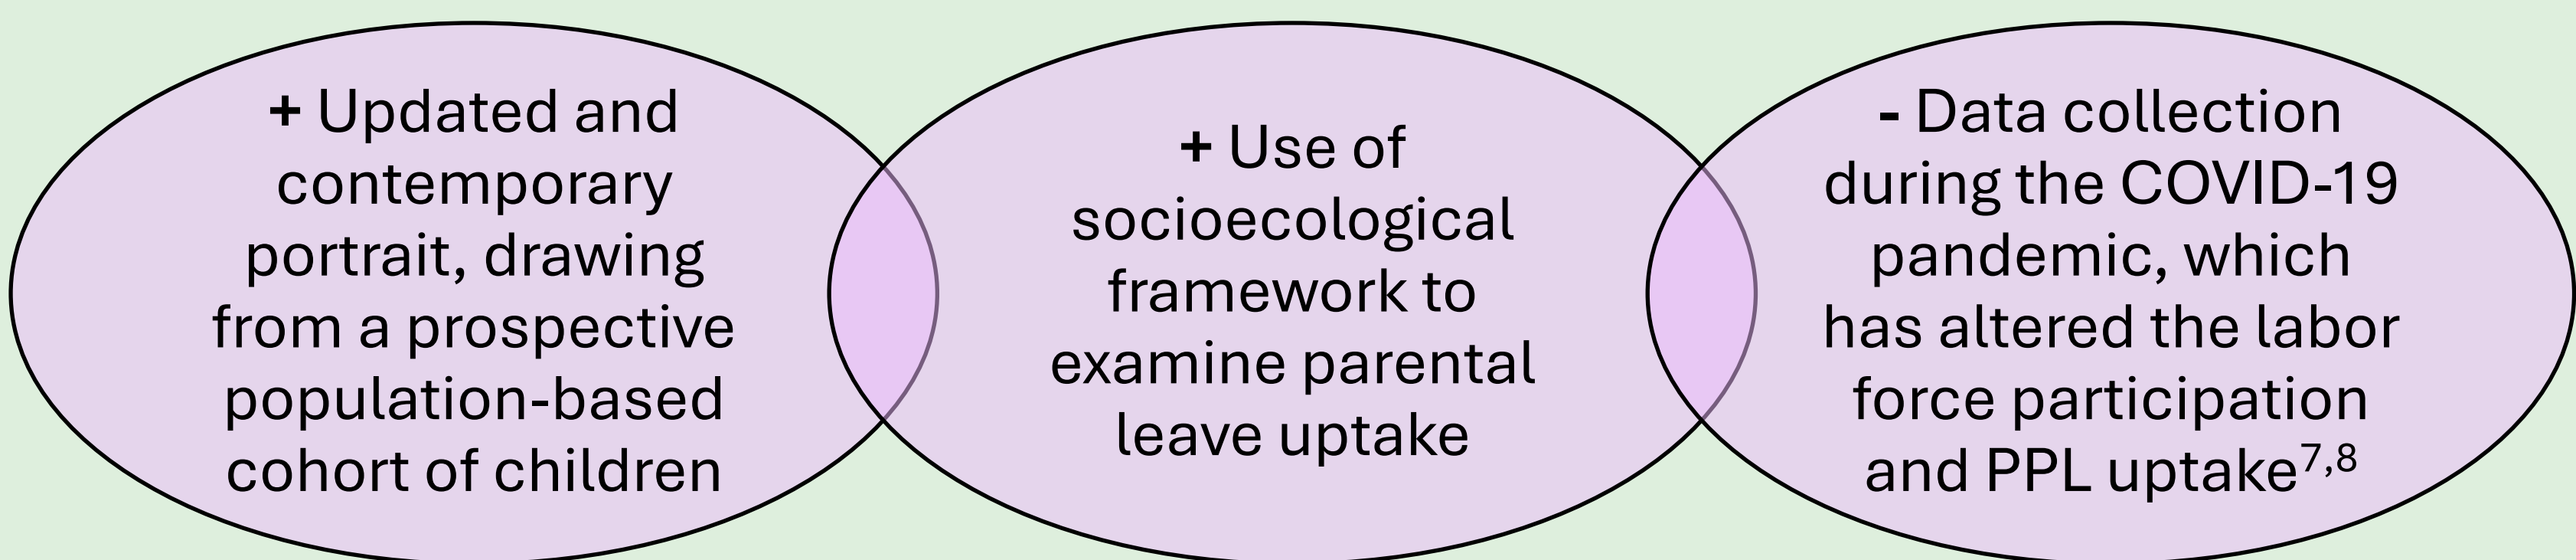 + Updated and
contemporary
portrait, drawing
from a prospective
population-based
cohort of children
+ Use of
socioecological
framework to
examine parental
leave uptake
- Data collection
during the COVID-19
pandemic, which
has altered the labor
force participation
and PPL uptake⁷,⁸